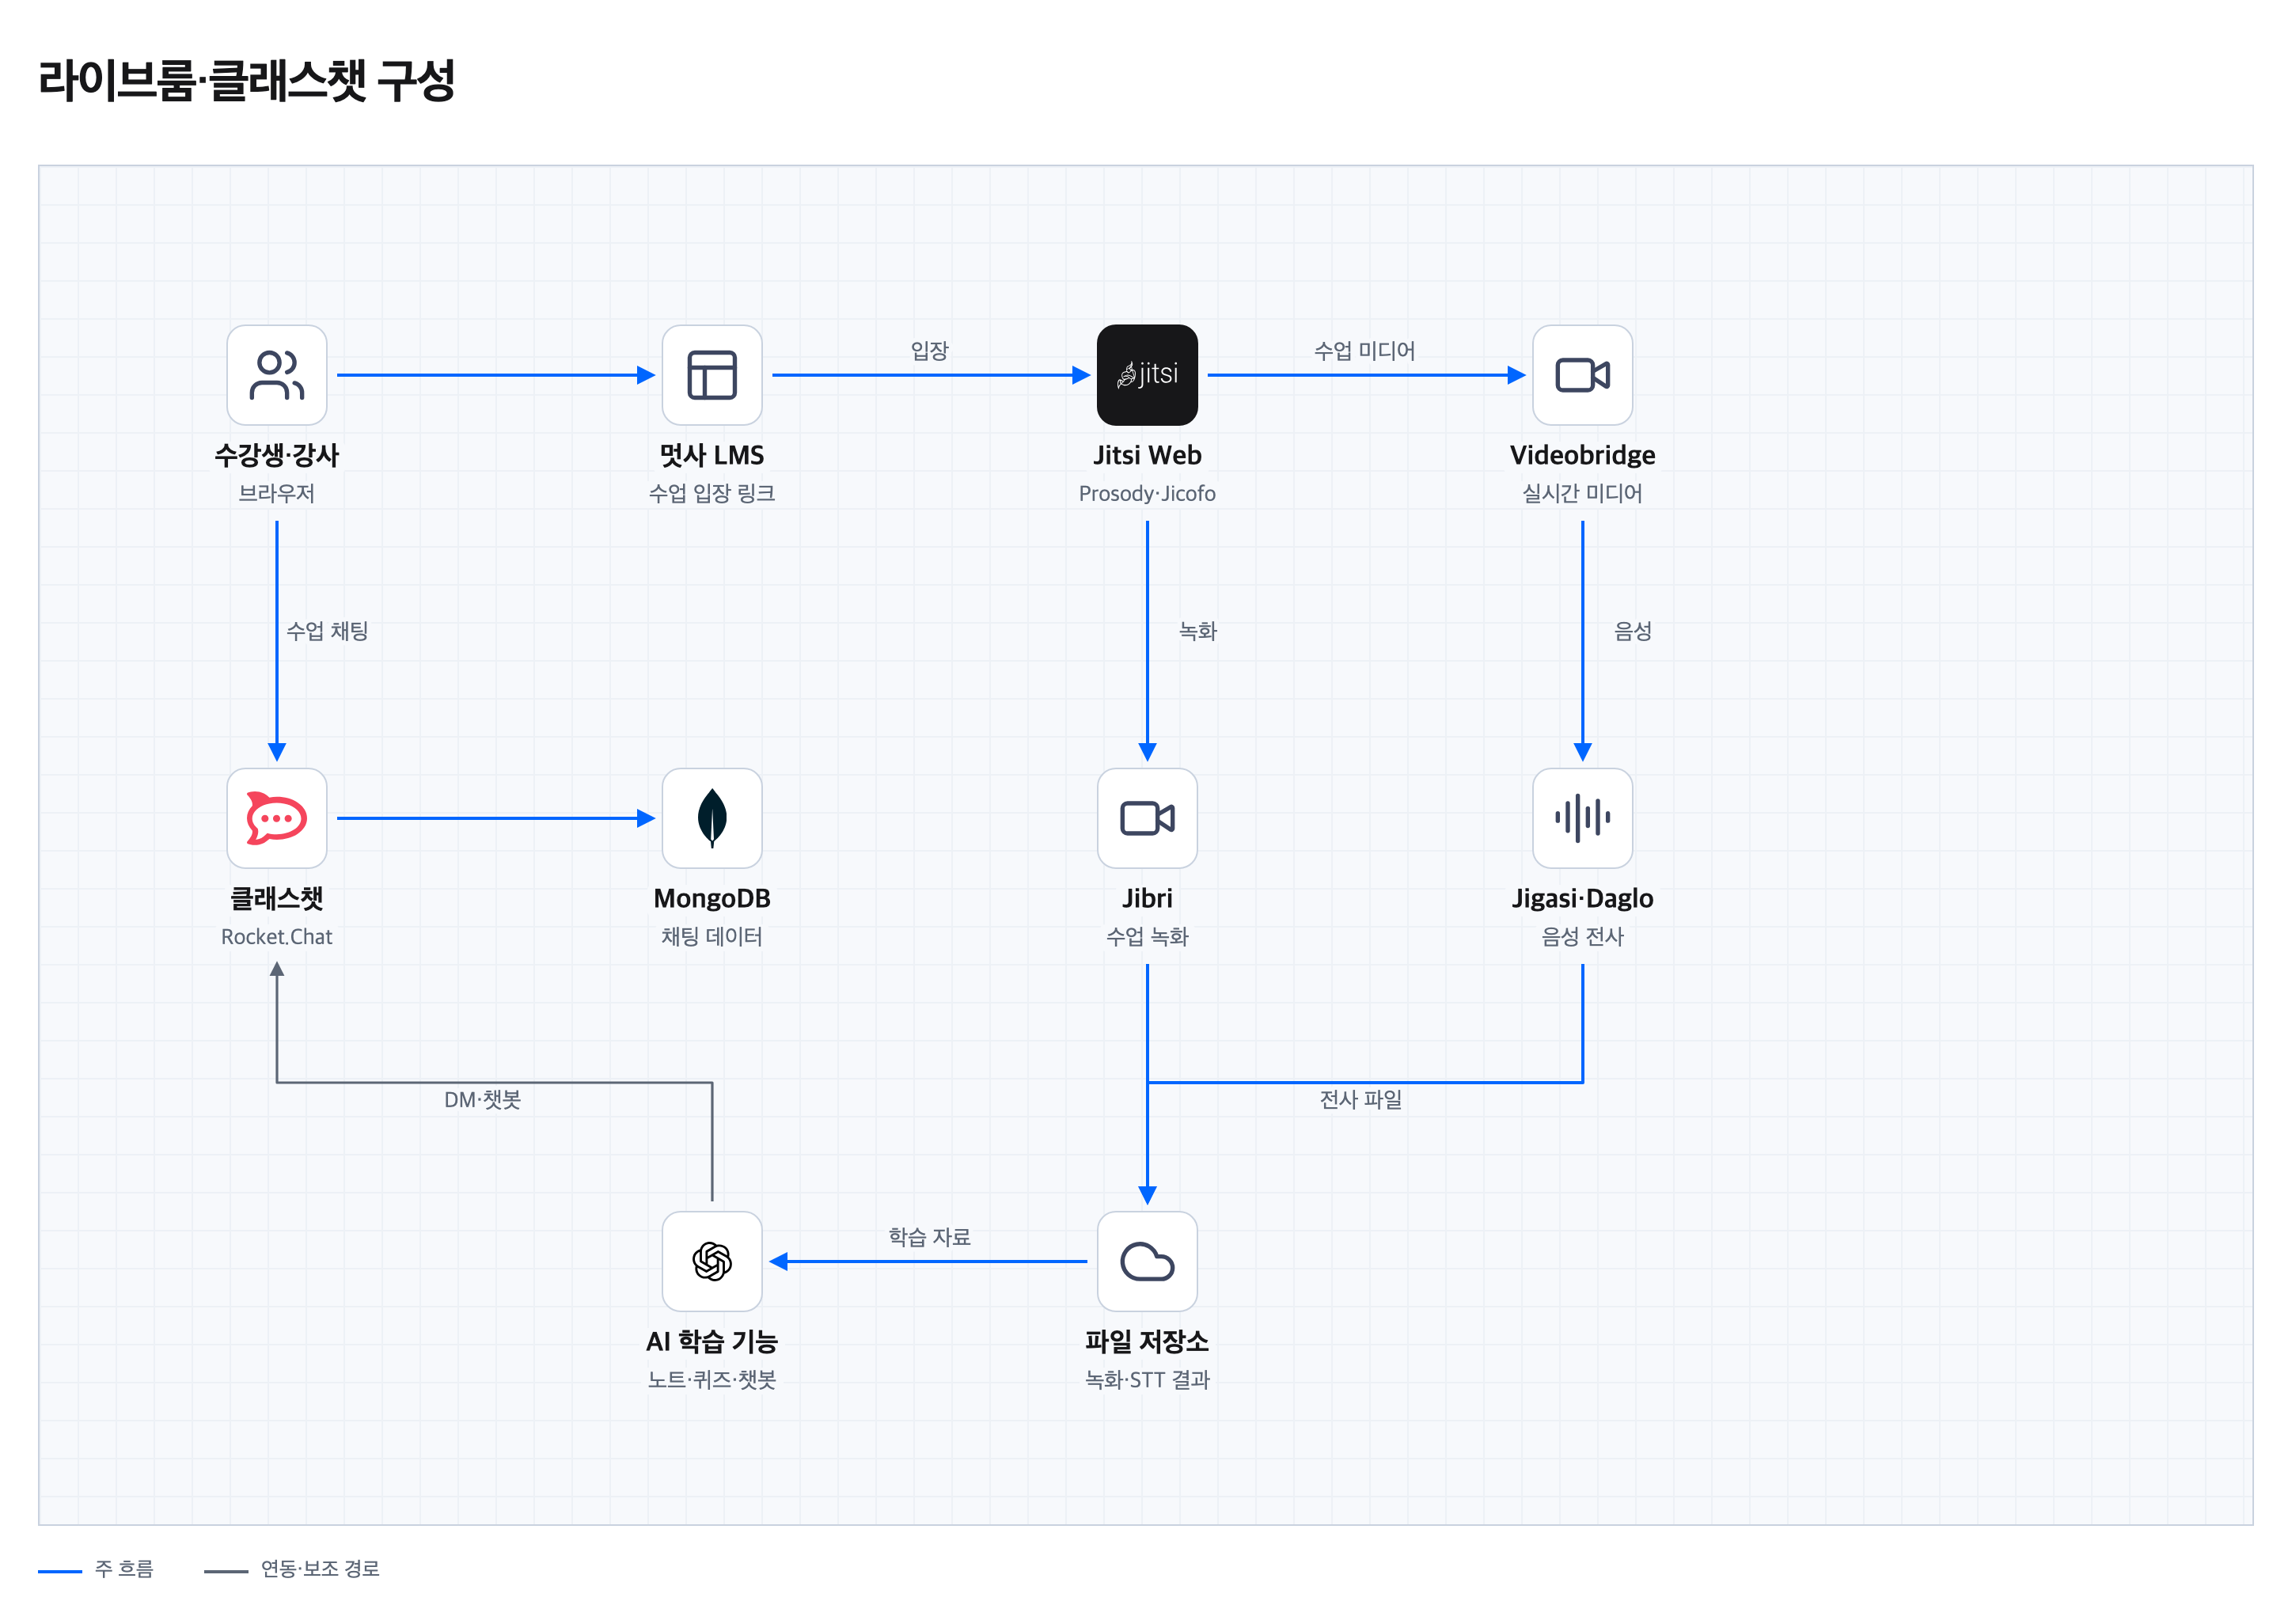 라이브룸·클래스챗 구성
입장
수업 미디어
jitsi
수강생·강사
멋사 LMS
Jitsi Web
Videobridge
브라우저
수업 입장 링크
Prosody·Jicofo
실시간 미디어
수업 채팅
녹화
음성
클래스챗
MongoDB
Jibri
Jigasi·Daglo
Rocket.Chat
채팅 데이터
수업 녹화
음성 전사
DM·챗봇
전사 파일
학습 자료
AI 학습 기능
파일 저장소
노트·퀴즈·챗봇
녹화·STT 결과
주 흐름
연동·보조 경로